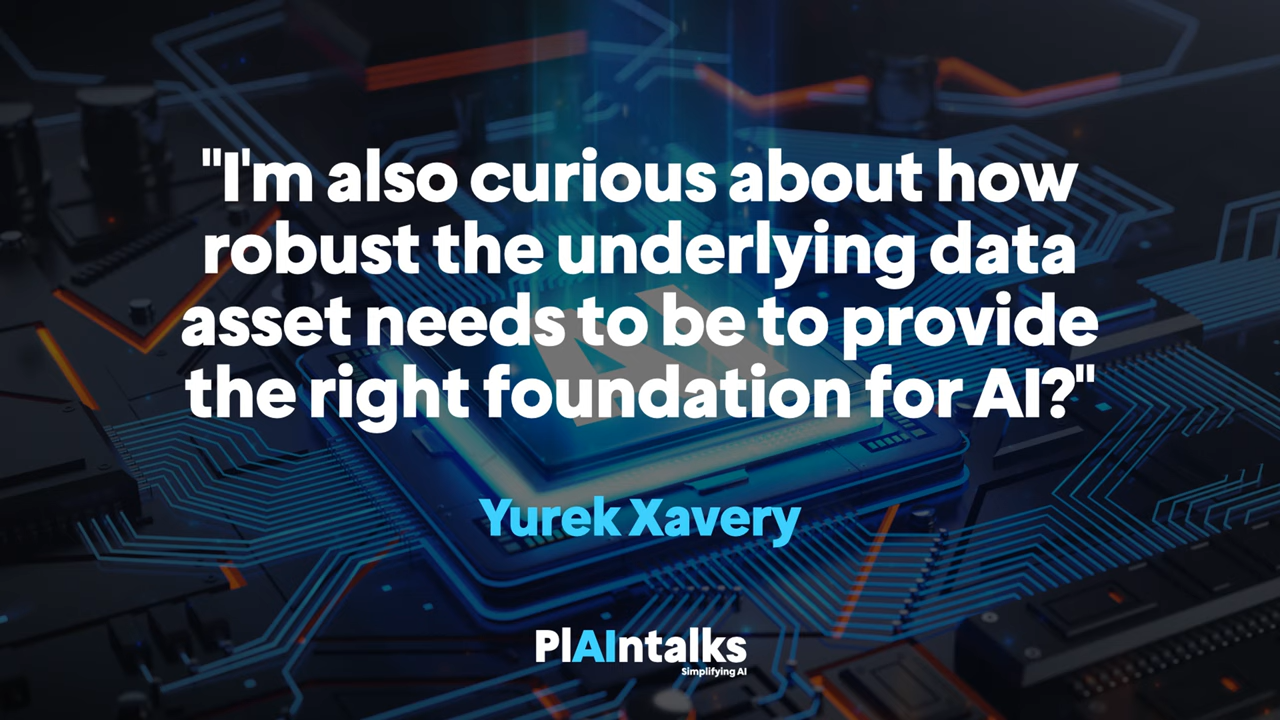 "I'm also curious about how
robust the underlying data
asset needs to be to provide
the right foundation for AI?"
AI
Yurek Xavery
PlAIntalks
Simplifying AI